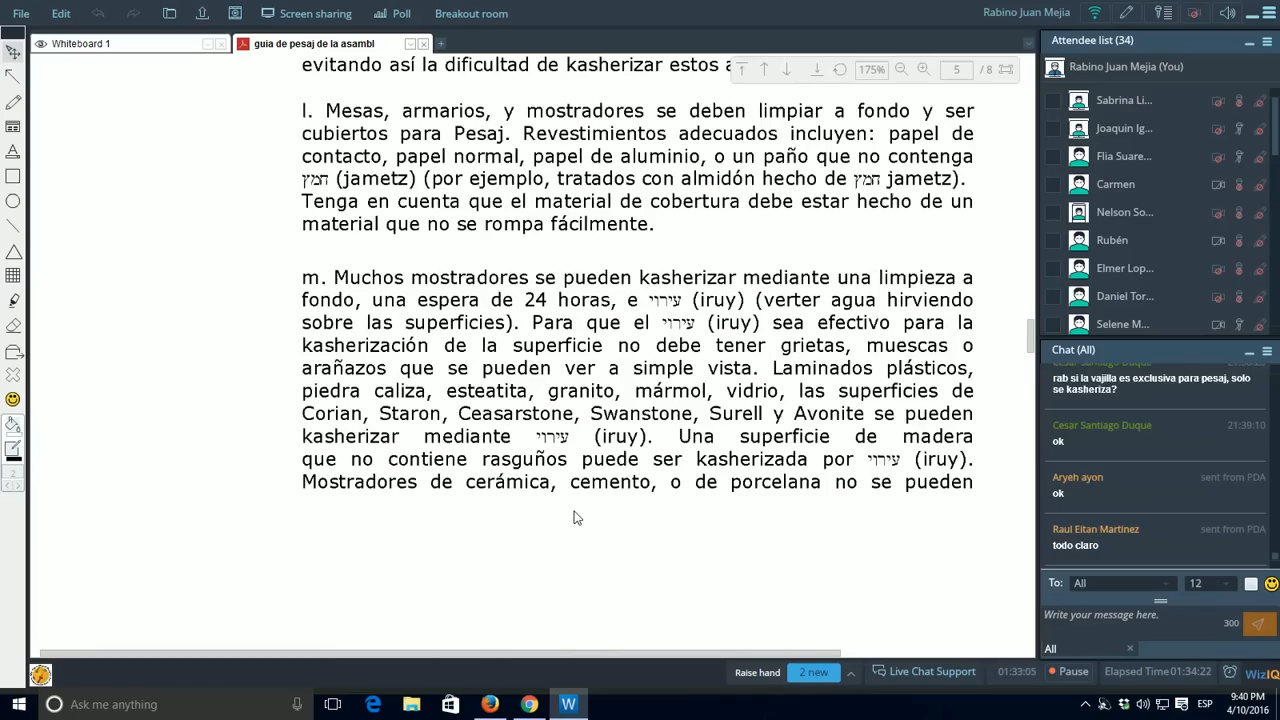 File
Edit
Screen sharing
Poll
Breakout room
Rabino Juan Mejia
Whiteboard 1
guia de pesaj de la asambl
175%
5
/ 8
evitando así la dificultad de kasherizar estos a
l. Mesas, armarios, y mostradores se deben limpiar a fondo y ser
cubiertos para Pesaj. Revestimientos adecuados incluyen: papel de
contacto, papel normal, papel de aluminio, o un paño que no contenga
חמץ (jametz) (por ejemplo, tratados con almidón hecho de חמץ jametz).
Tenga en cuenta que el material de cobertura debe estar hecho de un
material que no se rompa fácilmente.
m. Muchos mostradores se pueden kasherizar mediante una limpieza a
fondo, una espera de 24 horas, e עירוי (iruy) (verter agua hirviendo
sobre las superficies). Para que el עירוי (iruy) sea efectivo para la
kasherización de la superficie no debe tener grietas, muescas o
arañazos que se pueden ver a simple vista. Laminados plásticos,
piedra caliza, esteatita, granito, mármol, vidrio, las superficies de
Corian, Staron, Ceasarstone, Swanstone, Surell y Avonite se pueden
kasherizar mediante עירוי (iruy). Una superficie de madera
que no contiene rasguños puede ser kasherizada por עירוי (iruy).
Mostradores de cerámica, cemento, o de porcelana no se pueden
Attendee list (34)
Rabino Juan Mejia (You)
Sabrina Li...
Joaquin Ig...
Flia Suare...
Carmen
Nelson So...
Rubén
Elmer Lop...
Daniel Tor...
Selene M...
Chat (All)
rab si la vajilla es exclusiva para pesaj, solo
se kasheriza?
Cesar Santiago Duque 21:39:10
ok
Aryeh ayon sent from PDA
ok
Raul Eitan Martinez sent from PDA
todo claro
To: All 12
Write your message here.
300
All
Raise hand
2 new
Live Chat Support
01:33:05
Pause
Elapsed Time 01:34:22
WizIQ
Ask me anything
ESP
9:40 PM
4/10/2016